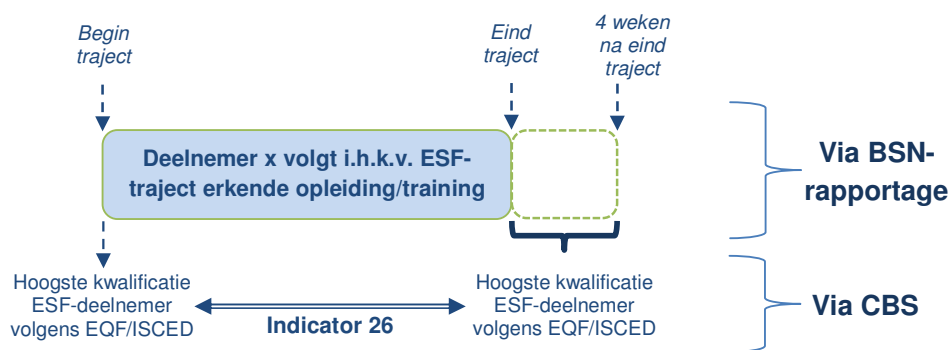 Begin
traject
Eind
traject
4 weken
na eind
traject
Deelnemer x volgt i.h.k.v. ESF-
traject erkende opleiding/training
Via BSN-
rapportage
Hoogste kwalificatie
ESF-deelnemer
volgens EQF/ISCED
Indicator 26
Hoogste kwalificatie
ESF-deelnemer
volgens EQF/ISCED
Via CBS